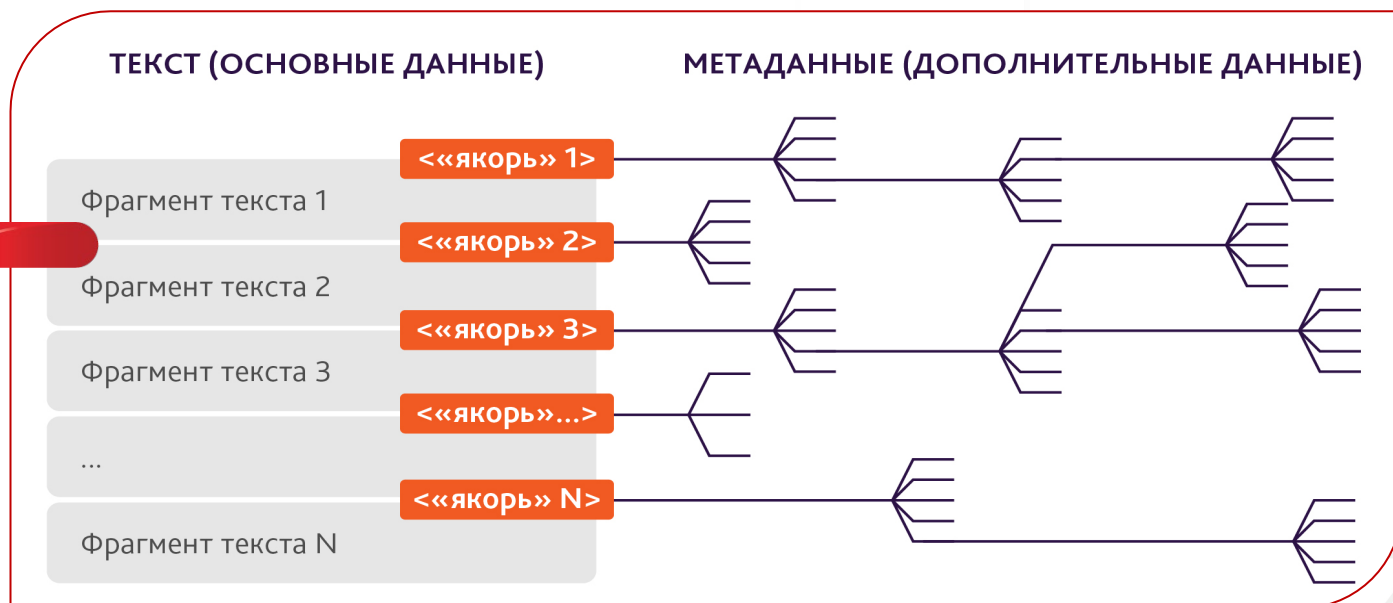 ТЕКСТ (ОСНОВНЫЕ ДАННЫЕ)
МЕТАДАННЫЕ (ДОПОЛНИТЕЛЬНЫЕ ДАННЫЕ)
<«якорь» 1>
Фрагмент текста 1
<«якорь» 2>
Фрагмент текста 2
<«якорь» 3>
Фрагмент текста 3
<«якорь»...>
...
<«якорь» N>
Фрагмент текста N